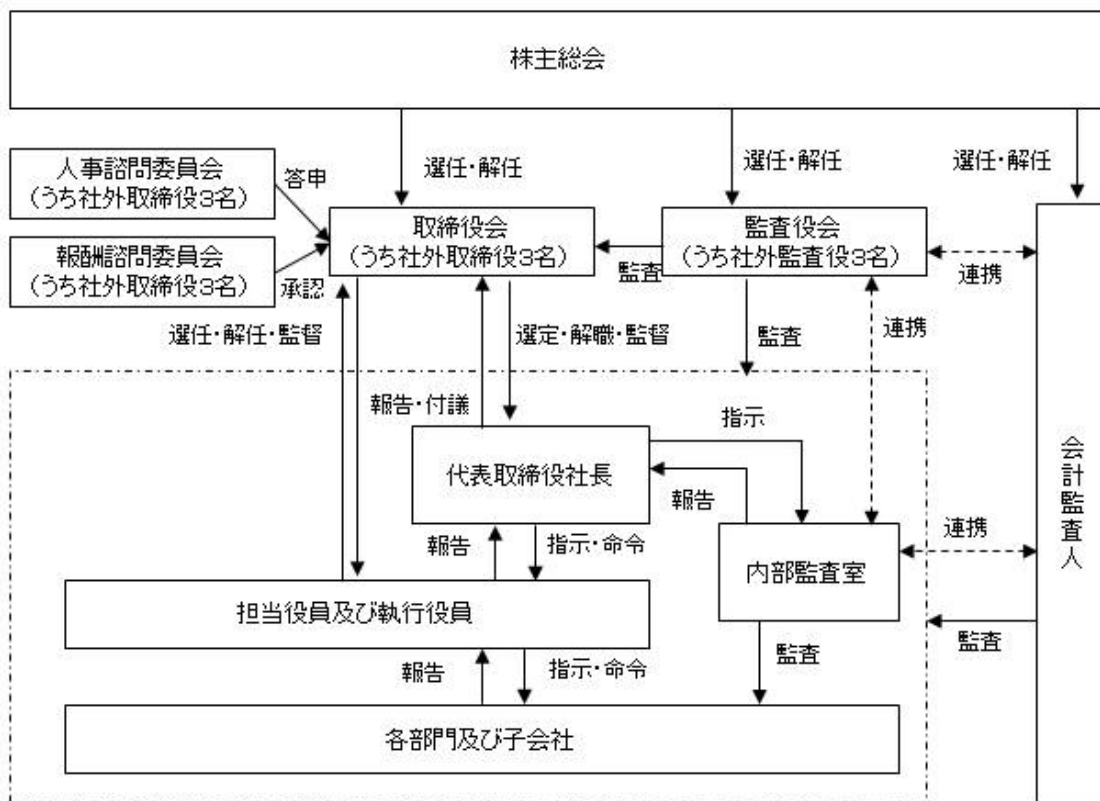 株主総会
選任・解任
選任・解任
選任・解任
人事諮問委員会
(うち社外取締役3名)
答申
報酬諮問委員会
(うち社外取締役3名)
承認
取締役会
(うち社外取締役3名)
監査
監査役会
(うち社外監査役3名)
連携
選任・解任・監督
選定・解職・監督
監査
連携
報告・付議
指示
代表取締役社長
報告
報告
指示・命令
内部監査室
連携
会計監査人
担当役員及び執行役員
監査
監査
報告
指示・命令
各部門及び子会社